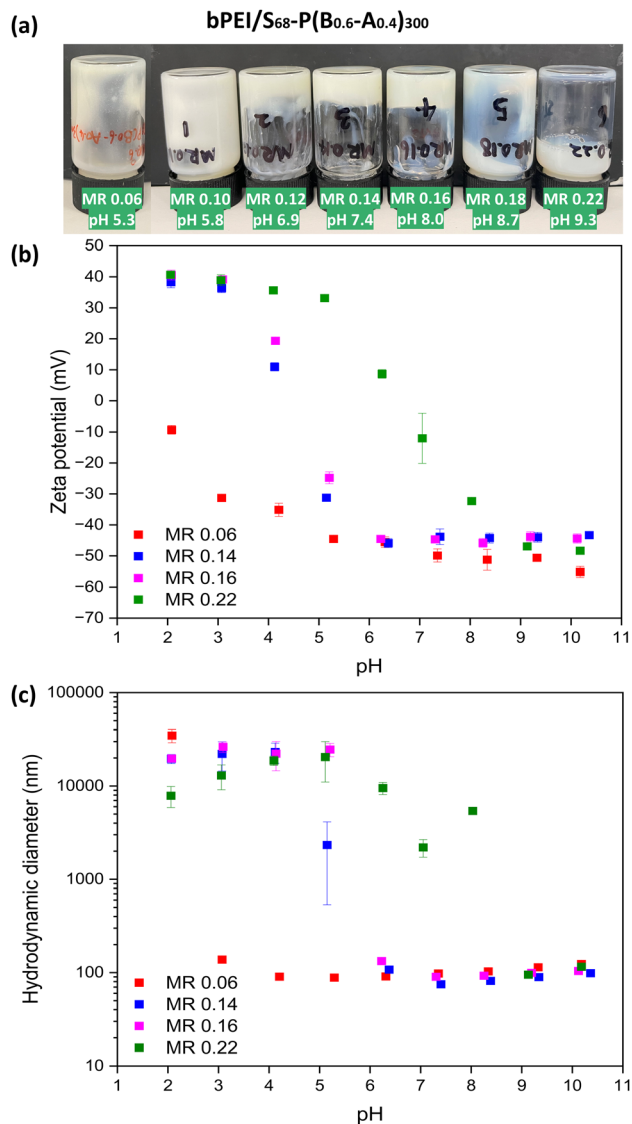 bPEI/S68-P(B0.6-A0.4)300
(a)
1
2
3
4
5
MR 0.06
pH 5.3
MR 0.10
pH 5.8
MR 0.12
pH 6.9
MR 0.14
pH 7.4
MR 0.16
pH 8.0
MR 0.18
pH 8.7
MR 0.22
pH 9.3
(b)
50
40
30
20
10
0
−10
−20
−30
−40
−50
−60
−70
Zeta potential (mV)
MR 0.06
MR 0.14
MR 0.16
MR 0.22
1 2 3 4 5 6 7 8 9 10 11
pH
(c)
100000
10000
1000
100
10
Hydrodynamic diameter (nm)
MR 0.06
MR 0.14
MR 0.16
MR 0.22
1 2 3 4 5 6 7 8 9 10 11
pH